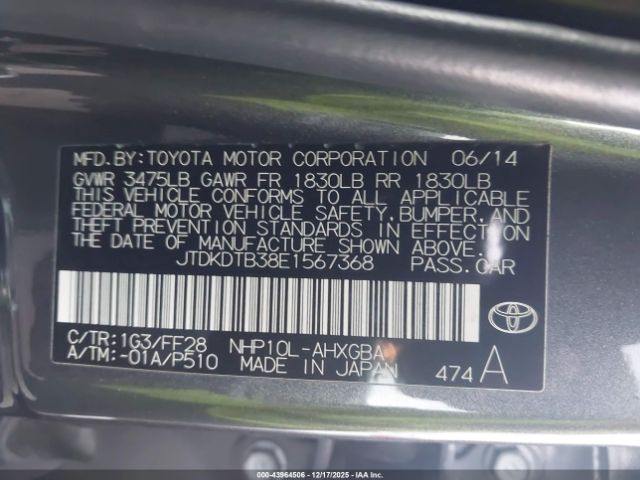 MFD.BY:TOYOTA MOTOR CORPORATION 06/14
GVWR 3475LB GAWR FR 1830LB RR 1830LB
THIS VEHICLE CONFORMS TO ALL APPLICABLE
FEDERAL MOTOR VEHICLE SAFETY,BUMPER,AND
THEFT PREVENTION STANDARDS IN EFFECT ON
THE DATE OF MANUFACTURE SHOWN ABOVE.
JTDKDTB38E1567368 PASS.CAR
C/TR:1G3/FF28 NHP10L-AHXGBA
A/TM:-01A/P510 MADE IN JAPAN 474A
TOYOTA
000-43964506 - 12/17/2025 - IAAI, Inc.